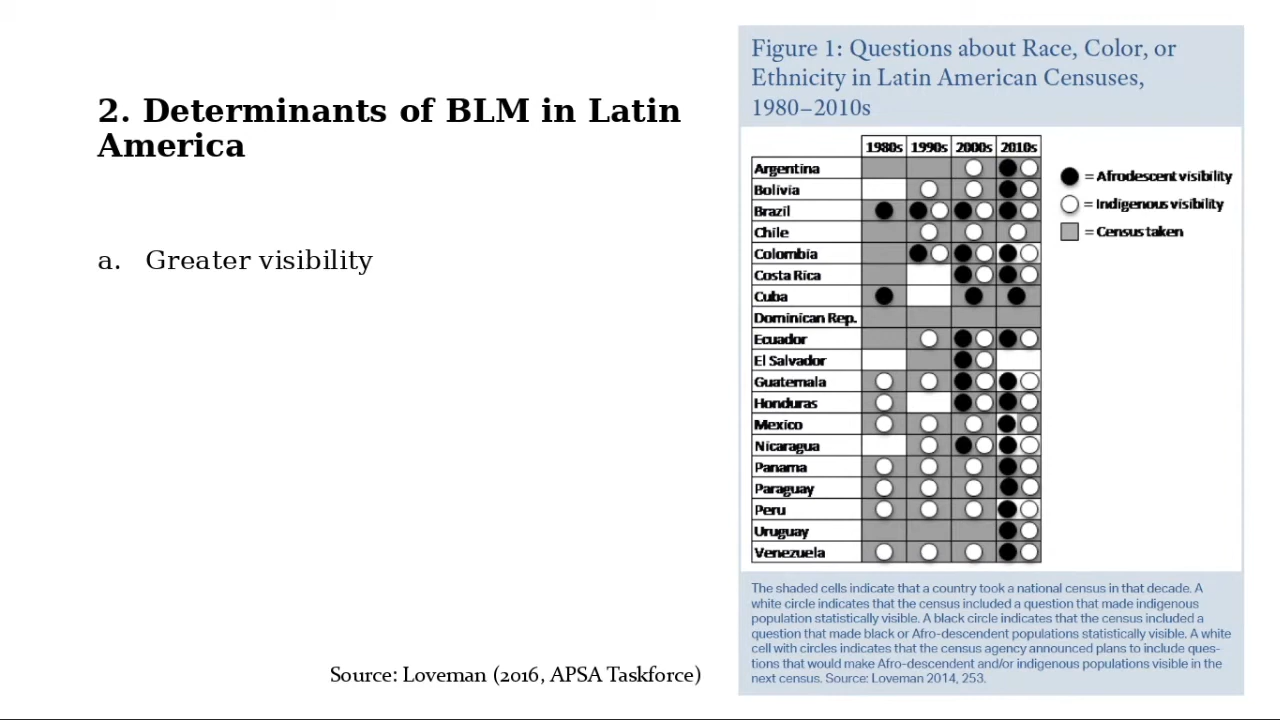 2. Determinants of BLM in Latin
America
a. Greater visibility
Source: Loveman (2016, APSA Taskforce)
Figure 1: Questions about Race, Color, or
Ethnicity in Latin American Censuses,
1980–2010s
1980s 1990s 2000s 2010s
Argentina
Bolivia
Brazil
Chile
Colombia
Costa Rica
Cuba
Dominican Rep.
Ecuador
El Salvador
Guatemala
Honduras
Mexico
Nicaragua
Panama
Paraguay
Peru
Uruguay
Venezuela
= Afrodescent visibility
= Indigenous visibility
= Census taken
The shaded cells indicate that a country took a national census in that decade. A
white circle indicates that the census included a question that made indigenous
population statistically visible. A black circle indicates that the census included a
question that made black or Afro-descendent populations statistically visible. A white
cell with circles indicates that the census agency announced plans to include ques-
tions that would make Afro-descendent and/or indigenous populations visible in the
next census. Source: Loveman 2014, 253.